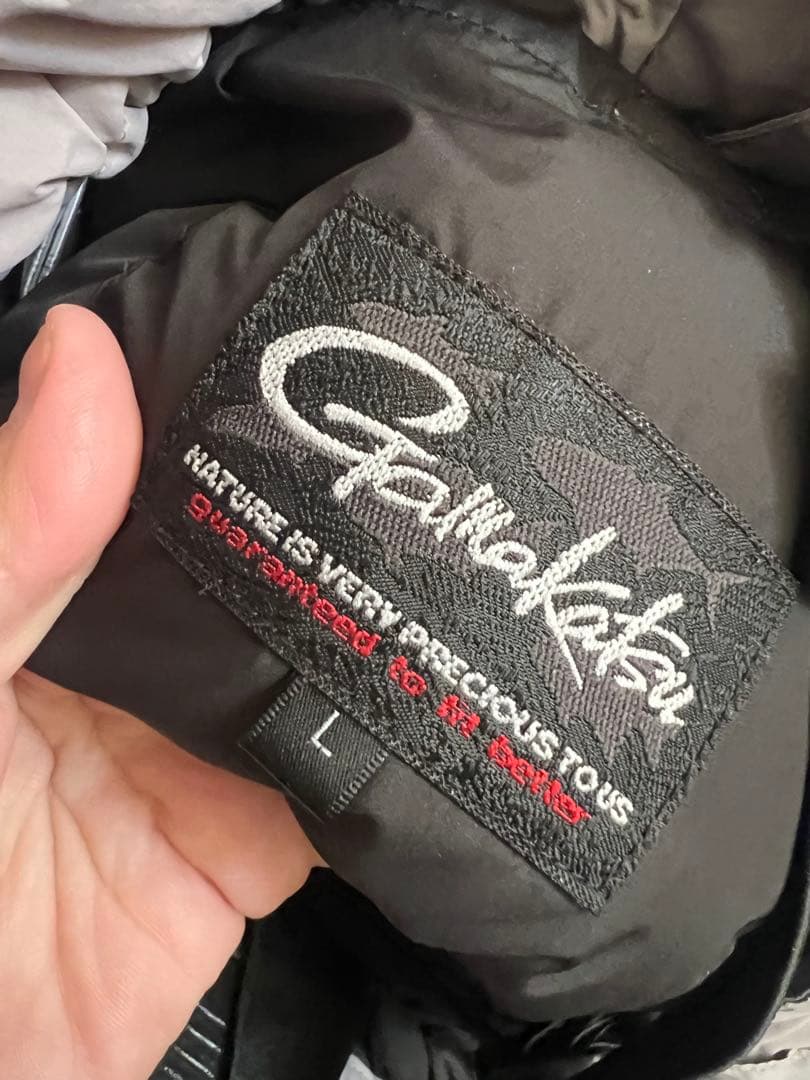 Gamakatsu
NATURE IS VERY PRECIOUS TO US
guaranteed to fit better
L